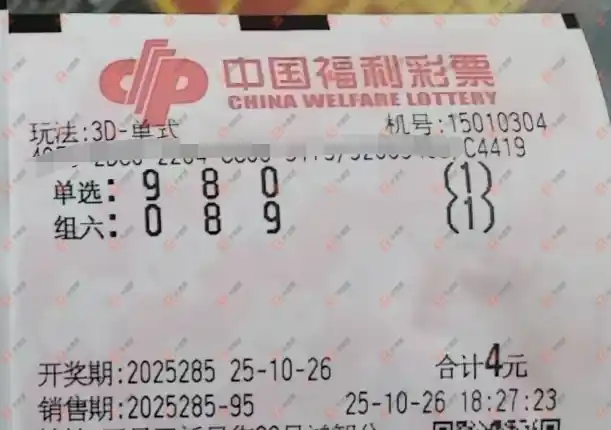 中国福利彩票
CHINA WELFARE LOTTERY
玩法:3D-单式 机号:15010304
C4419
单选: 9 8 0 (1)
组六: 0 8 9 (1)
开奖期:2025285 25-10-26 合计4元
销售期:2025285-95 25-10-26 18:27:23